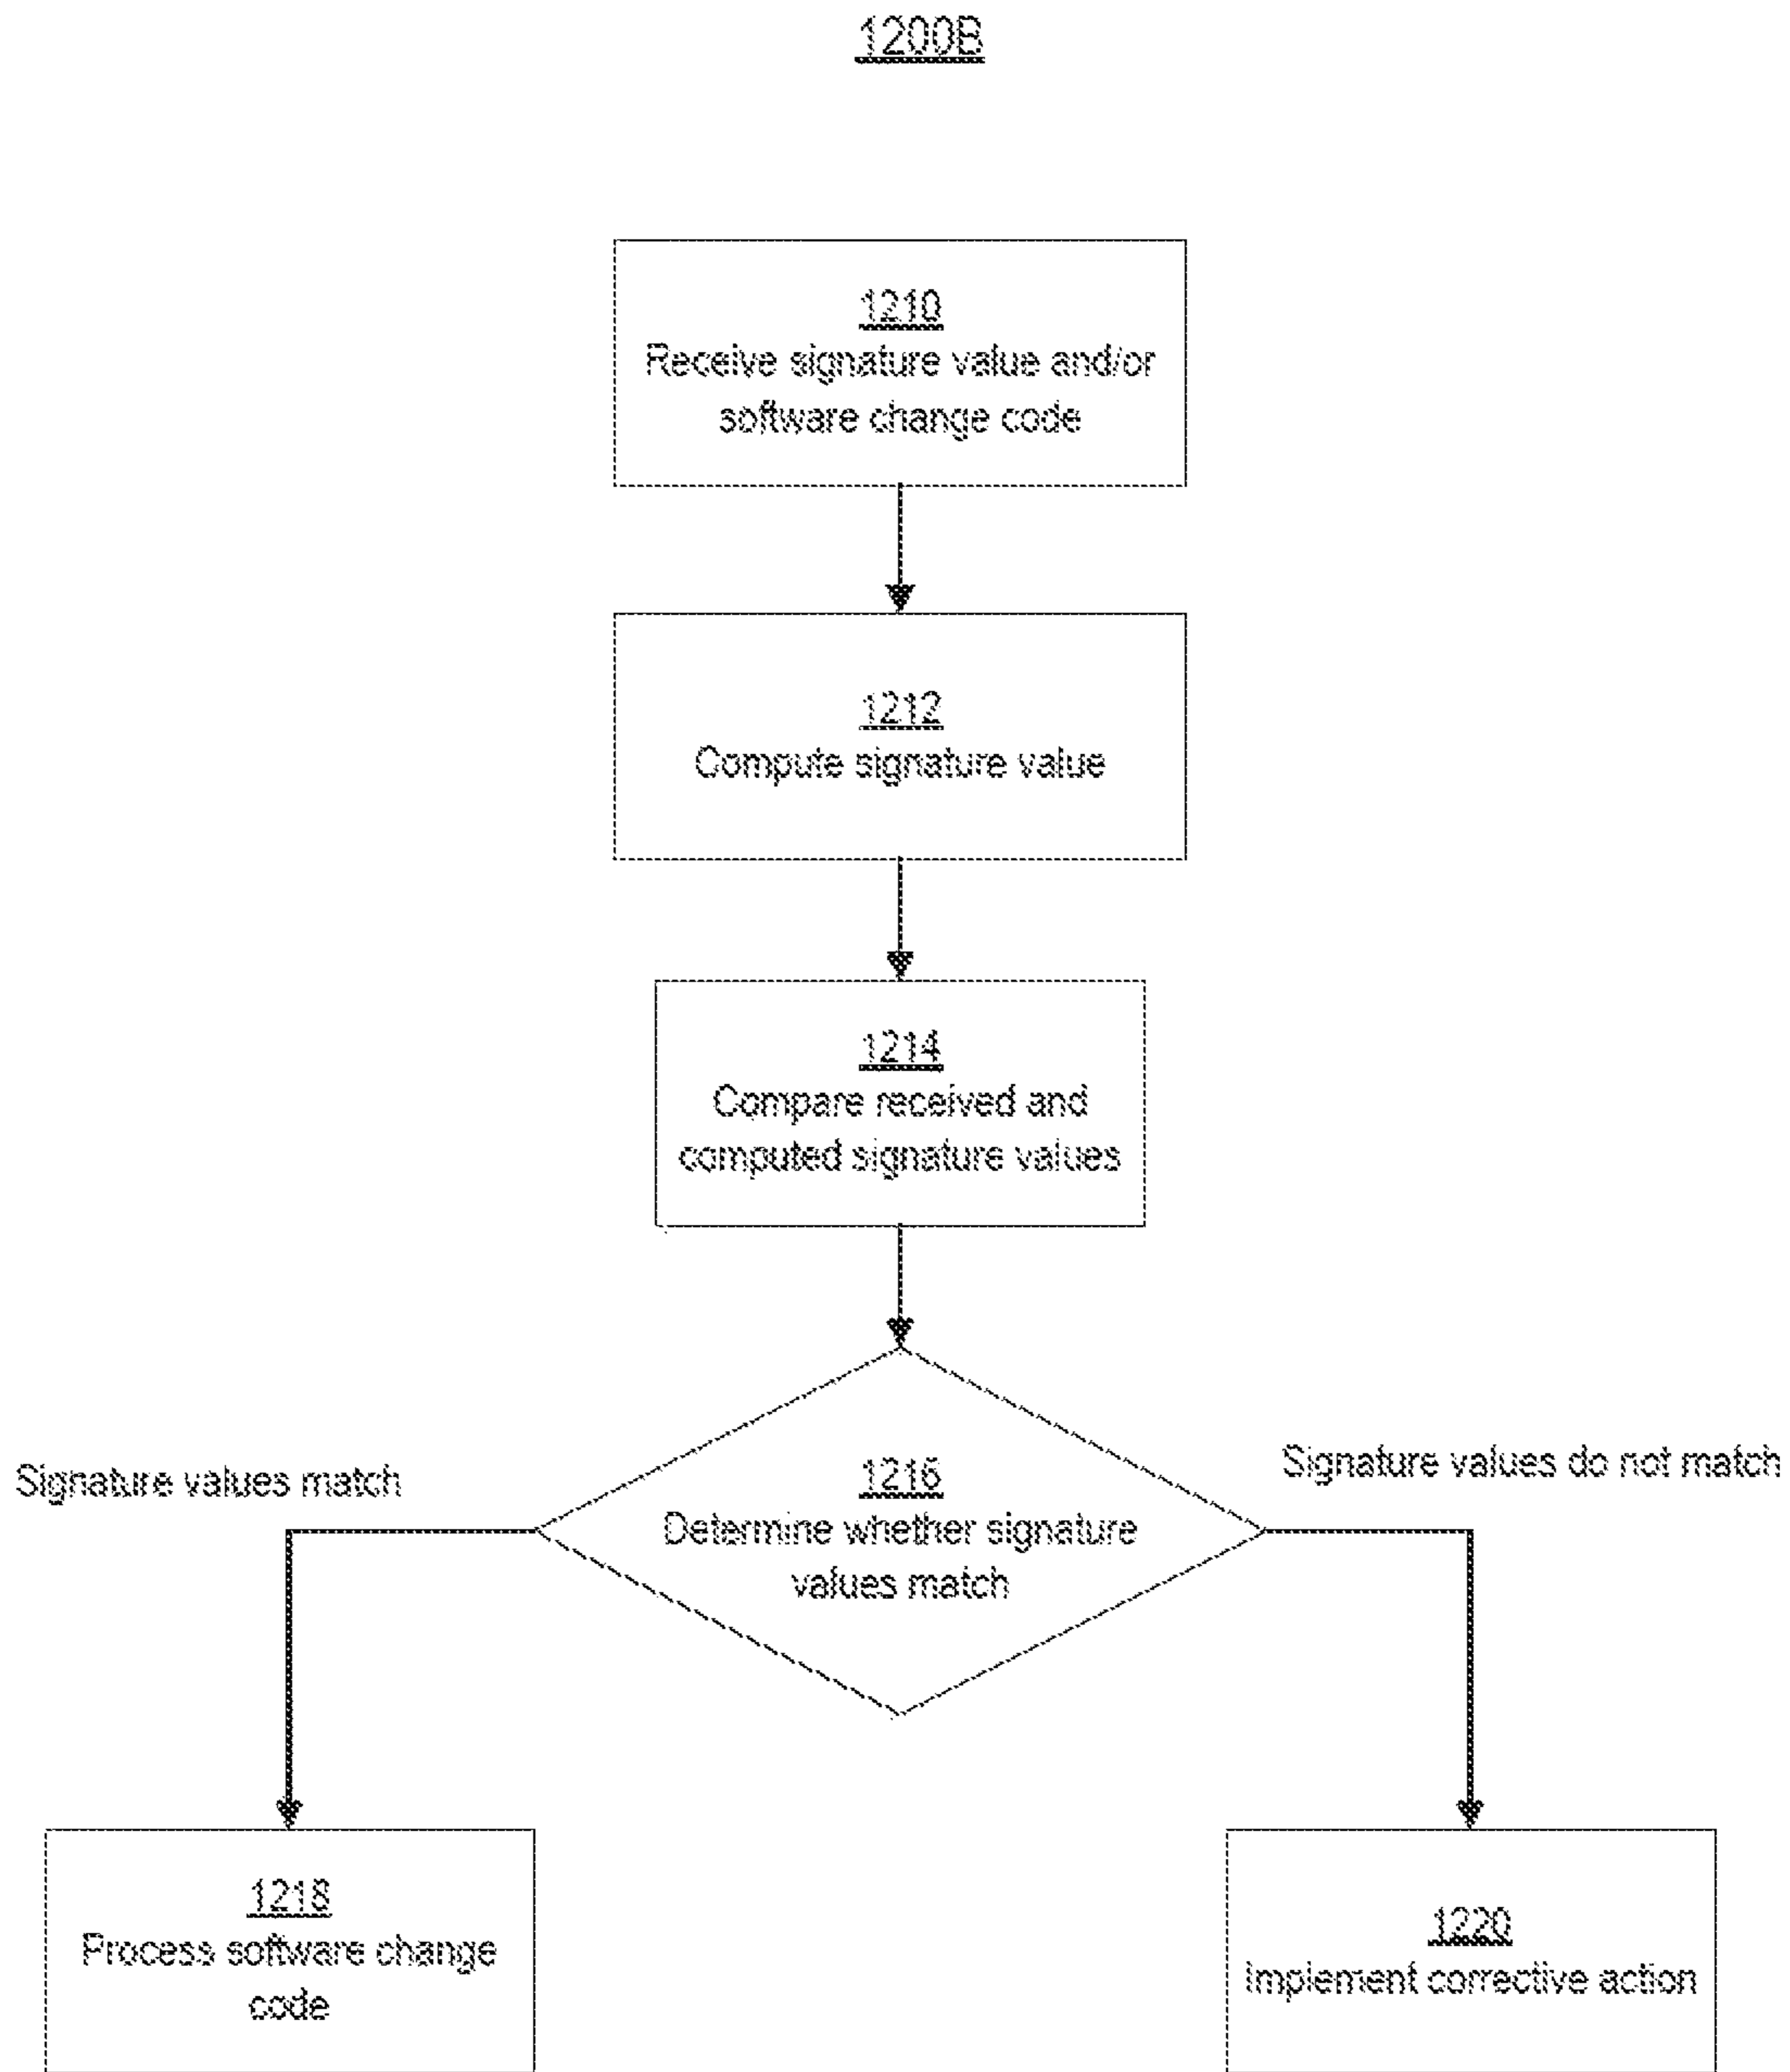 1200B
1210
Receive signature value and/or
software change code
1212
Compute signature value
1214
Compare received and
computed signature values
1216
Determine whether signature
values match
Signature values match
Signature values do not match
1218
Process software change
code
1220
Implement corrective action